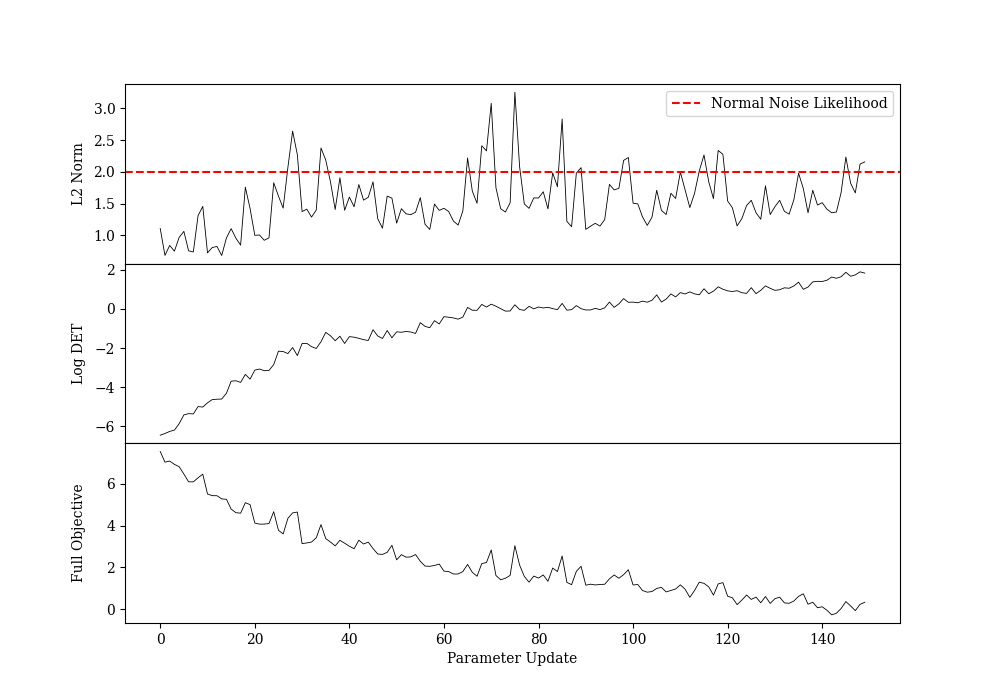 Normal Noise Likelihood
L2 Norm
3.0
2.5
2.0
1.5
1.0
Log DET
2
0
−2
−4
−6
Full Objective
6
4
2
0
0 20 40 60 80 100 120 140
Parameter Update